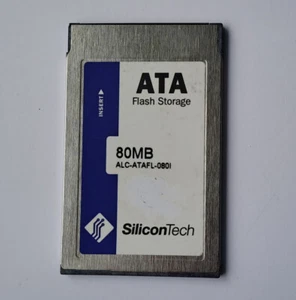 INSERT
ATA
Flash Storage
80MB
ALC-ATAFL-080I
SiliconTech